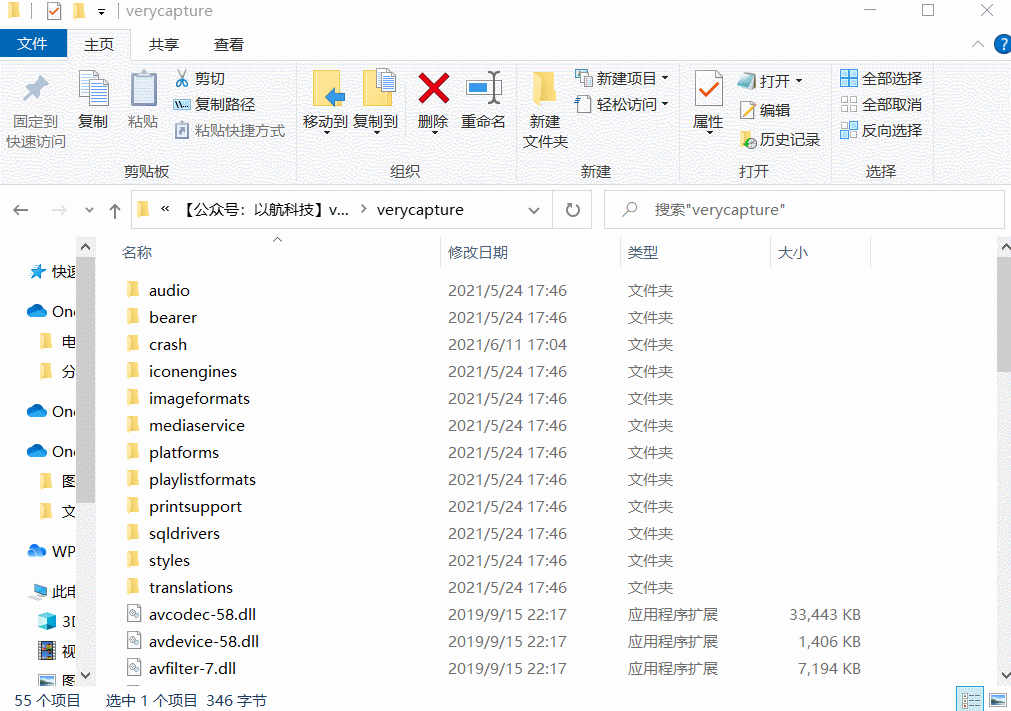 verycapture
文件 主页 共享 查看
固定到快速访问 复制 粘贴 剪切 复制路径 粘贴快捷方式
移动到 复制到 删除 重命名
新建文件夹 新建项目 轻松访问
属性 打开 编辑 历史记录
全部选择 全部取消 反向选择
剪贴板 组织 新建 打开 选择
« 【公众号：以航科技】v... › verycapture 搜索"verycapture"
名称 修改日期 类型 大小
快速
One
电
分
One
One
图
文
WP
此电
3D
视
图
audio 2021/5/24 17:46 文件夹
bearer 2021/5/24 17:46 文件夹
crash 2021/6/11 17:04 文件夹
iconengines 2021/5/24 17:46 文件夹
imageformats 2021/5/24 17:46 文件夹
mediaservice 2021/5/24 17:46 文件夹
platforms 2021/5/24 17:46 文件夹
playlistformats 2021/5/24 17:46 文件夹
printsupport 2021/5/24 17:46 文件夹
sqldrivers 2021/5/24 17:46 文件夹
styles 2021/5/24 17:46 文件夹
translations 2021/5/24 17:46 文件夹
avcodec-58.dll 2019/9/15 22:17 应用程序扩展 33,443 KB
avdevice-58.dll 2019/9/15 22:17 应用程序扩展 1,406 KB
avfilter-7.dll 2019/9/15 22:17 应用程序扩展 7,194 KB
55 个项目 选中 1 个项目 346 字节